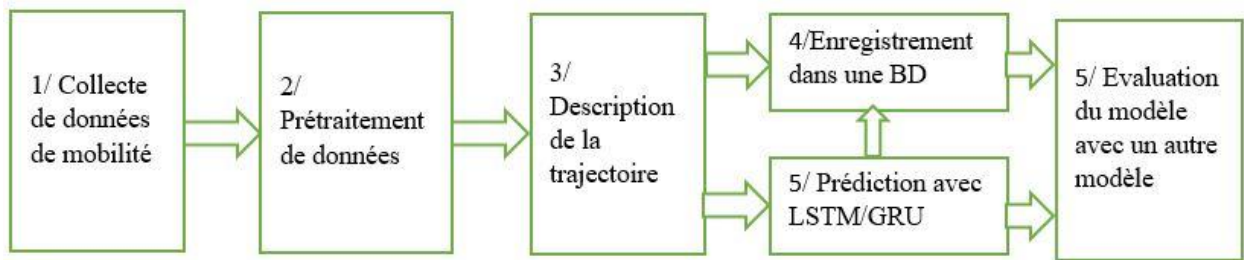 1/ Collecte
de données
de mobilité
2/
Prétraitement
de données
3/
Description
de la
trajectoire
4/Enregistrement
dans une BD
5/ Prédiction avec
LSTM/GRU
5/ Evaluation
du modèle
avec un autre
modèle